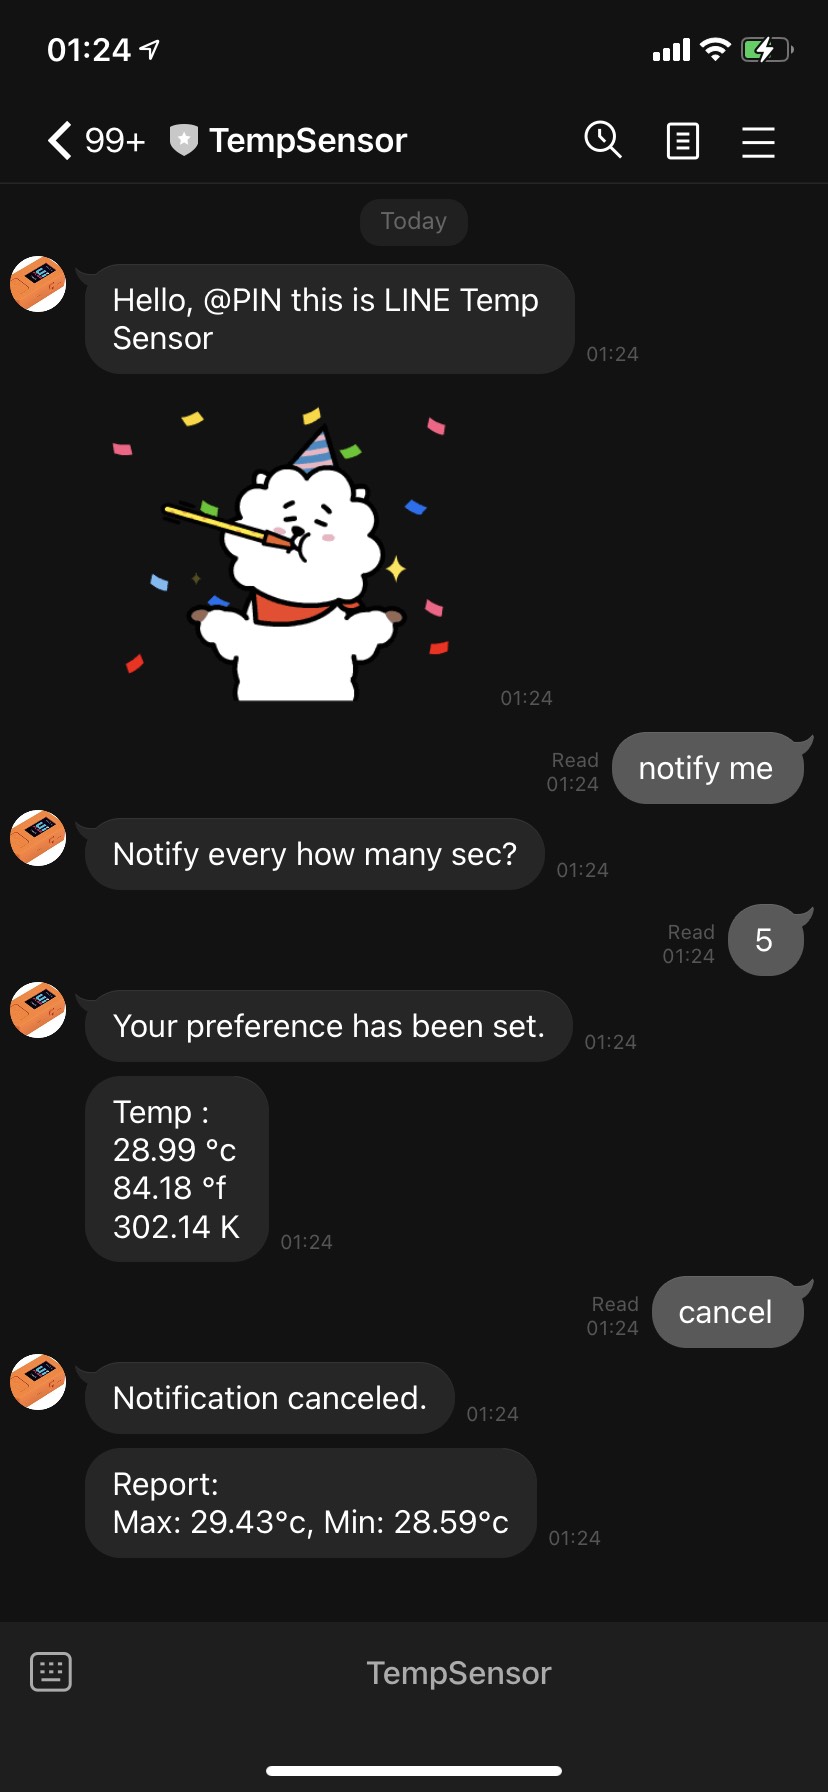 01:24
99+ TempSensor
Today
Hello, @PIN this is LINE Temp
Sensor
01:24
01:24
Read
01:24
notify me
Notify every how many sec?
01:24
Read
01:24
5
Your preference has been set.
01:24
Temp :
28.99 °c
84.18 °f
302.14 K
01:24
Read
01:24
cancel
Notification canceled.
01:24
Report:
Max: 29.43°c, Min: 28.59°c
01:24
TempSensor